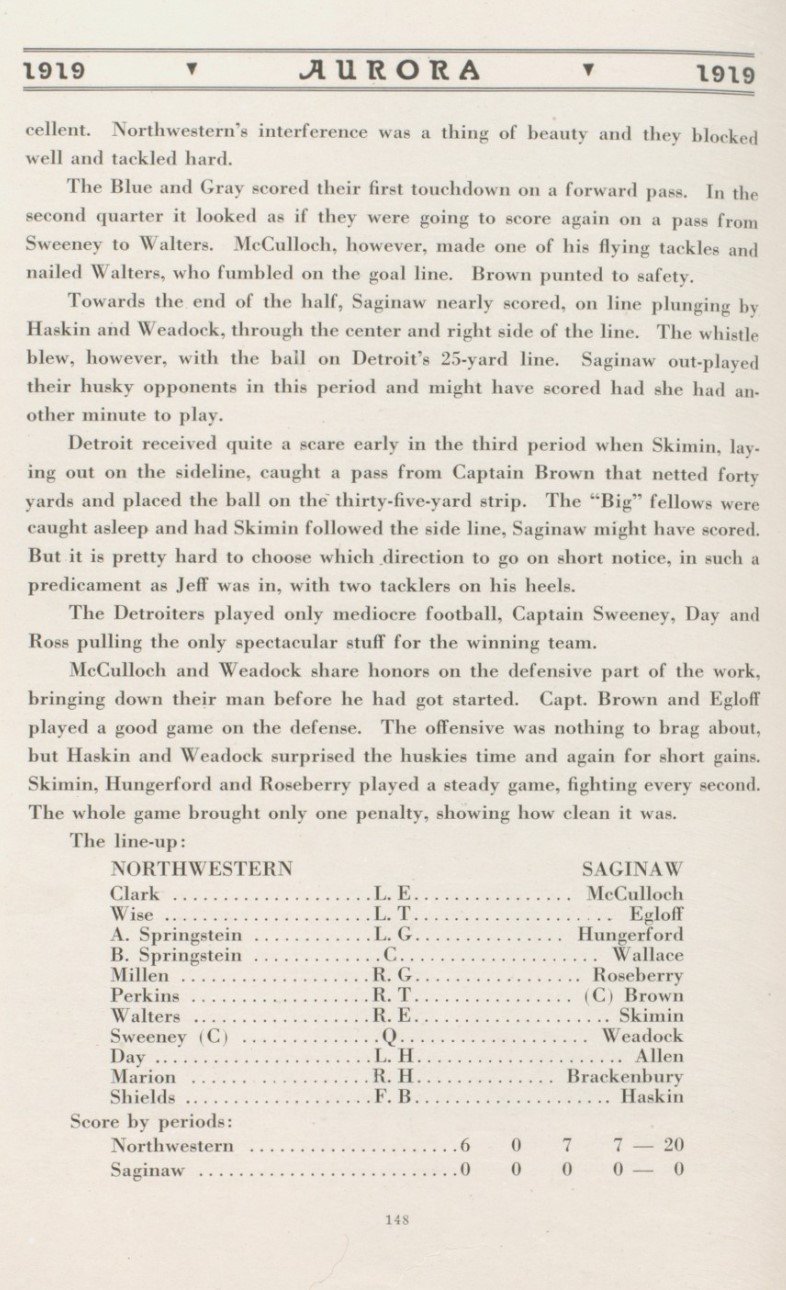 1919 ▼ AURORA ▼ 1919
cellent. Northwestern's interference was a thing of beauty and they blocked
well and tackled hard.
The Blue and Gray scored their first touchdown on a forward pass. In the
second quarter it looked as if they were going to score again on a pass from
Sweeney to Walters. McCulloch, however, made one of his flying tackles and
nailed Walters, who fumbled on the goal line. Brown punted to safety.
Towards the end of the half, Saginaw nearly scored, on line plunging by
Haskin and Weadock, through the center and right side of the line. The whistle
blew, however, with the ball on Detroit's 25-yard line. Saginaw out-played
their husky opponents in this period and might have scored had she had an-
other minute to play.
Detroit received quite a scare early in the third period when Skimin, lay-
ing out on the sideline, caught a pass from Captain Brown that netted forty
yards and placed the ball on the thirty-five-yard strip. The “Big” fellows were
caught asleep and had Skimin followed the side line, Saginaw might have scored.
But it is pretty hard to choose which direction to go on short notice, in such a
predicament as Jeff was in, with two tacklers on his heels.
The Detroiters played only mediocre football, Captain Sweeney, Day and
Ross pulling the only spectacular stuff for the winning team.
McCulloch and Weadock share honors on the defensive part of the work,
bringing down their man before he had got started. Capt. Brown and Egloff
played a good game on the defense. The offensive was nothing to brag about,
but Haskin and Weadock surprised the huskies time and again for short gains.
Skimin, Hungerford and Roseberry played a steady game, fighting every second.
The whole game brought only one penalty, showing how clean it was.
The line-up:
NORTHWESTERN SAGINAW
Clark ....................L. E................ McCulloch
Wise .....................L. T.................... Egloff
A. Springstein ............L. G............... Hungerford
B. Springstein .............C.................... Wallace
Millen ...................R. G................. Roseberry
Perkins ..................R. T................ (C) Brown
Walters ..................R. E.................... Skimin
Sweeney (C) ..............Q................... Weadock
Day ......................L. H..................... Allen
Marion ..................R. H.............. Brackenbury
Shields ...................F. B.................... Haskin
Score by periods:
Northwestern .....................6 0 7 7 — 20
Saginaw ..........................0 0 0 0 — 0
148